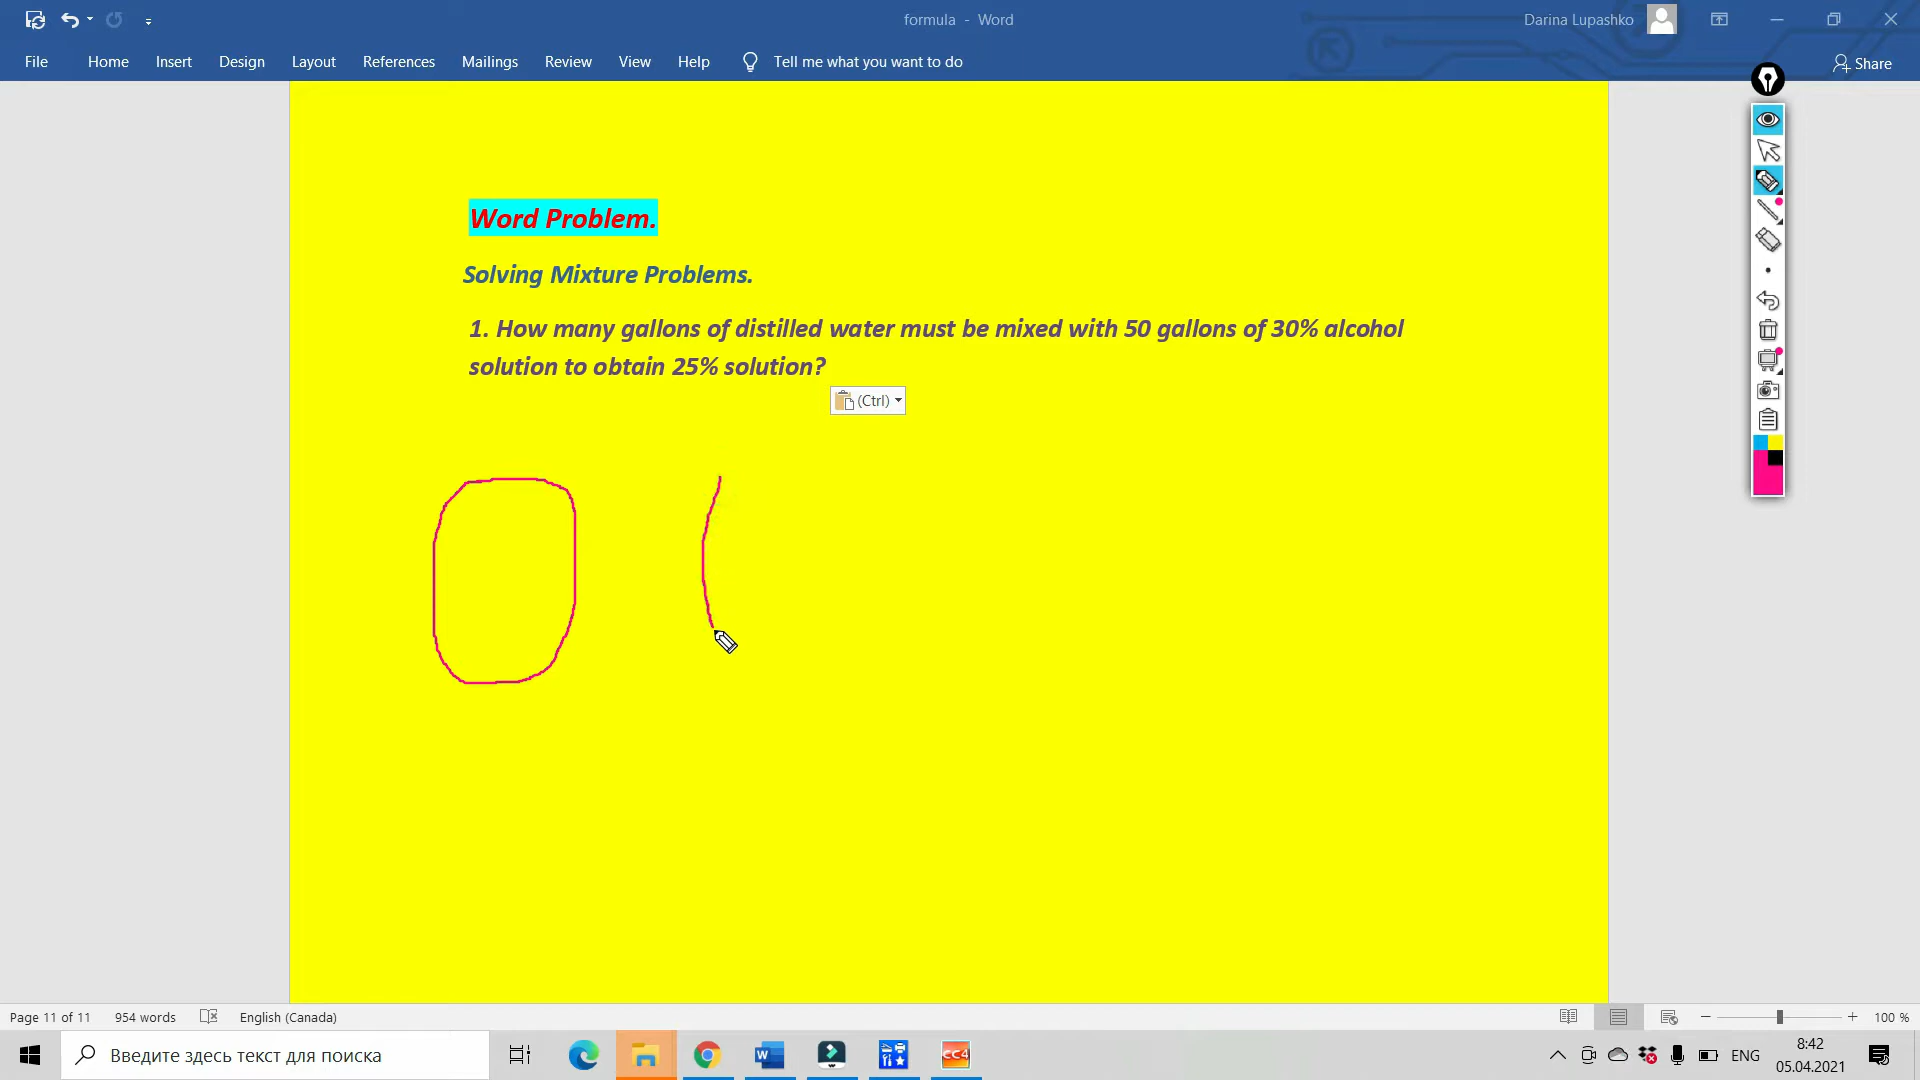 formula - Word
Darina Lupashko
File Home Insert Design Layout References Mailings Review View Help Tell me what you want to do
Share
Word Problem.
Solving Mixture Problems.
1. How many gallons of distilled water must be mixed with 50 gallons of 30% alcohol
solution to obtain 25% solution?
(Ctrl)
Page 11 of 11 954 words English (Canada)
100 %
Введите здесь текст для поиска
CC4
ENG
8:42
05.04.2021